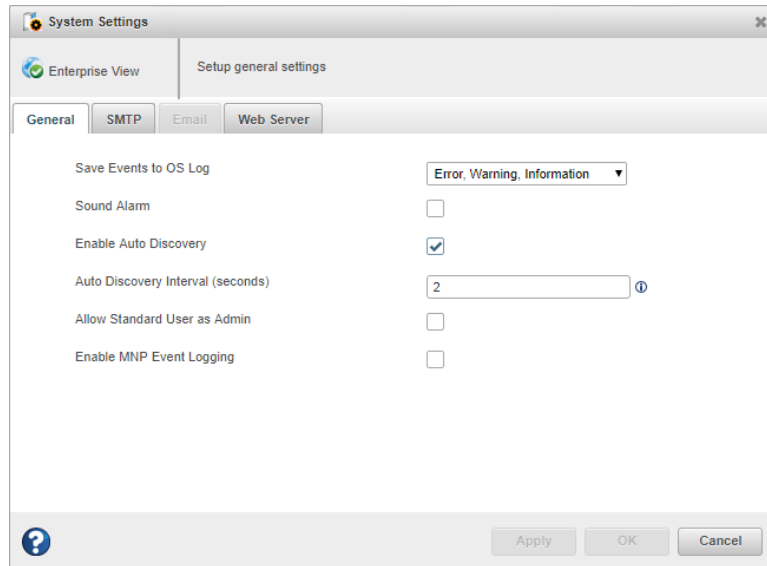 System Settings
Enterprise View
Setup general settings
General SMTP Email Web Server
Save Events to OS Log Error, Warning, Information
Sound Alarm
Enable Auto Discovery
Auto Discovery Interval (seconds) 2
Allow Standard User as Admin
Enable MNP Event Logging
Apply OK Cancel